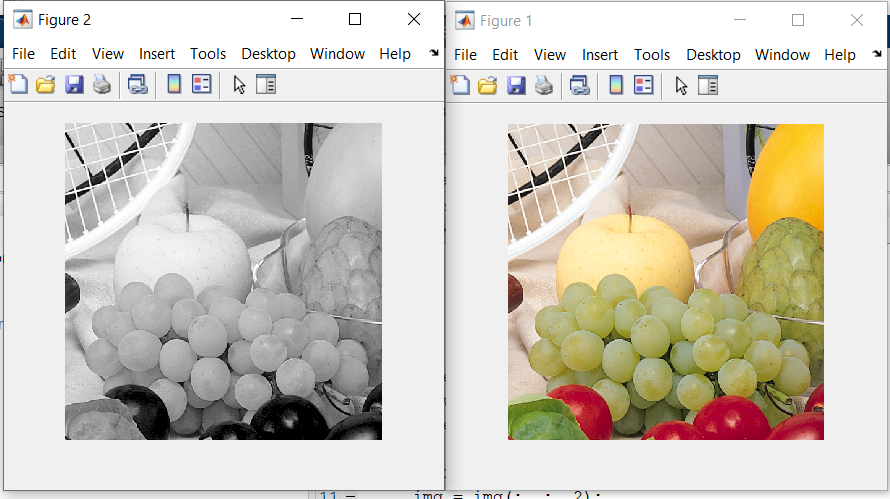 Figure 2
File Edit View Insert Tools Desktop Window Help
Figure 1
File Edit View Insert Tools Desktop Window Help
11 img = img(:, :, 2);